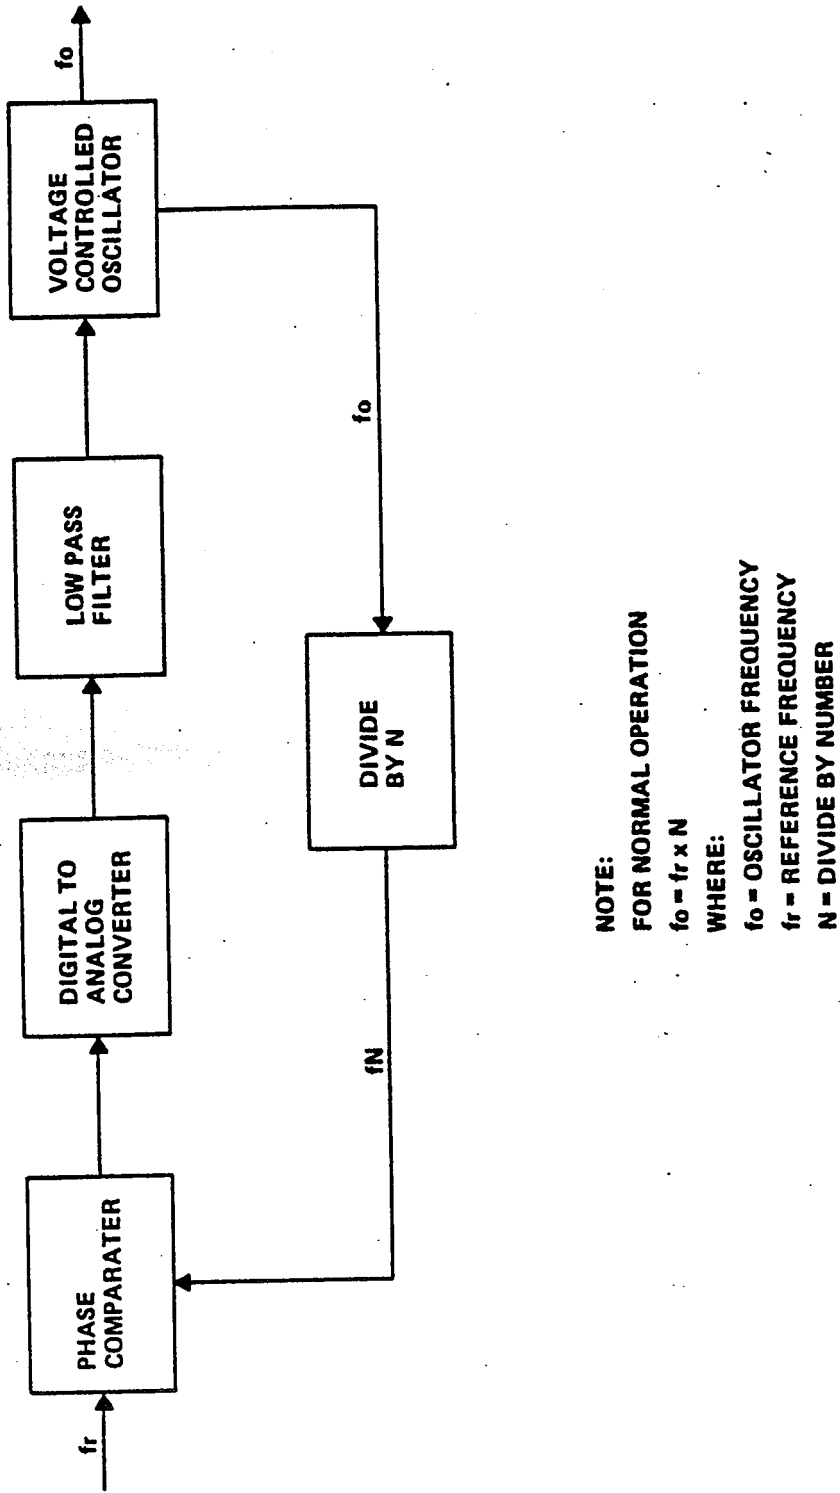 fr
PHASE
COMPARATER
DIGITAL TO
ANALOG
CONVERTER
LOW PASS
FILTER
VOLTAGE
CONTROLLED
OSCILLATOR
fo
fN
DIVIDE
BY N
fo
NOTE:
FOR NORMAL OPERATION
fo = fr x N
WHERE:
fo = OSCILLATOR FREQUENCY
fr = REFERENCE FREQUENCY
N = DIVIDE BY NUMBER